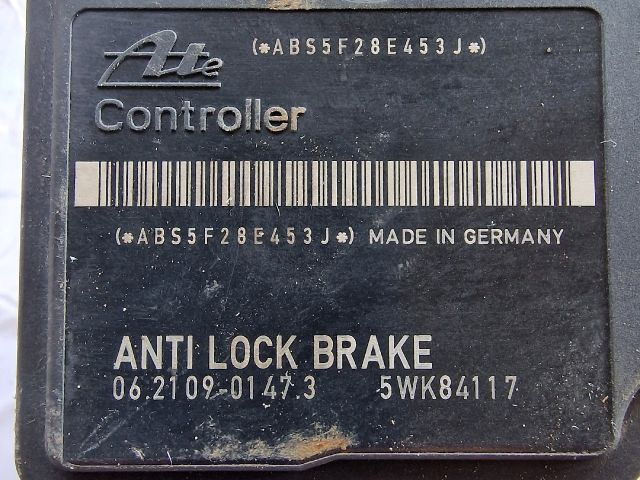 Ate (*ABS5F28E453J*)
Controller
(*ABS5F28E453J*) MADE IN GERMANY
ANTI LOCK BRAKE
06.2109-0147.3 5WK84117